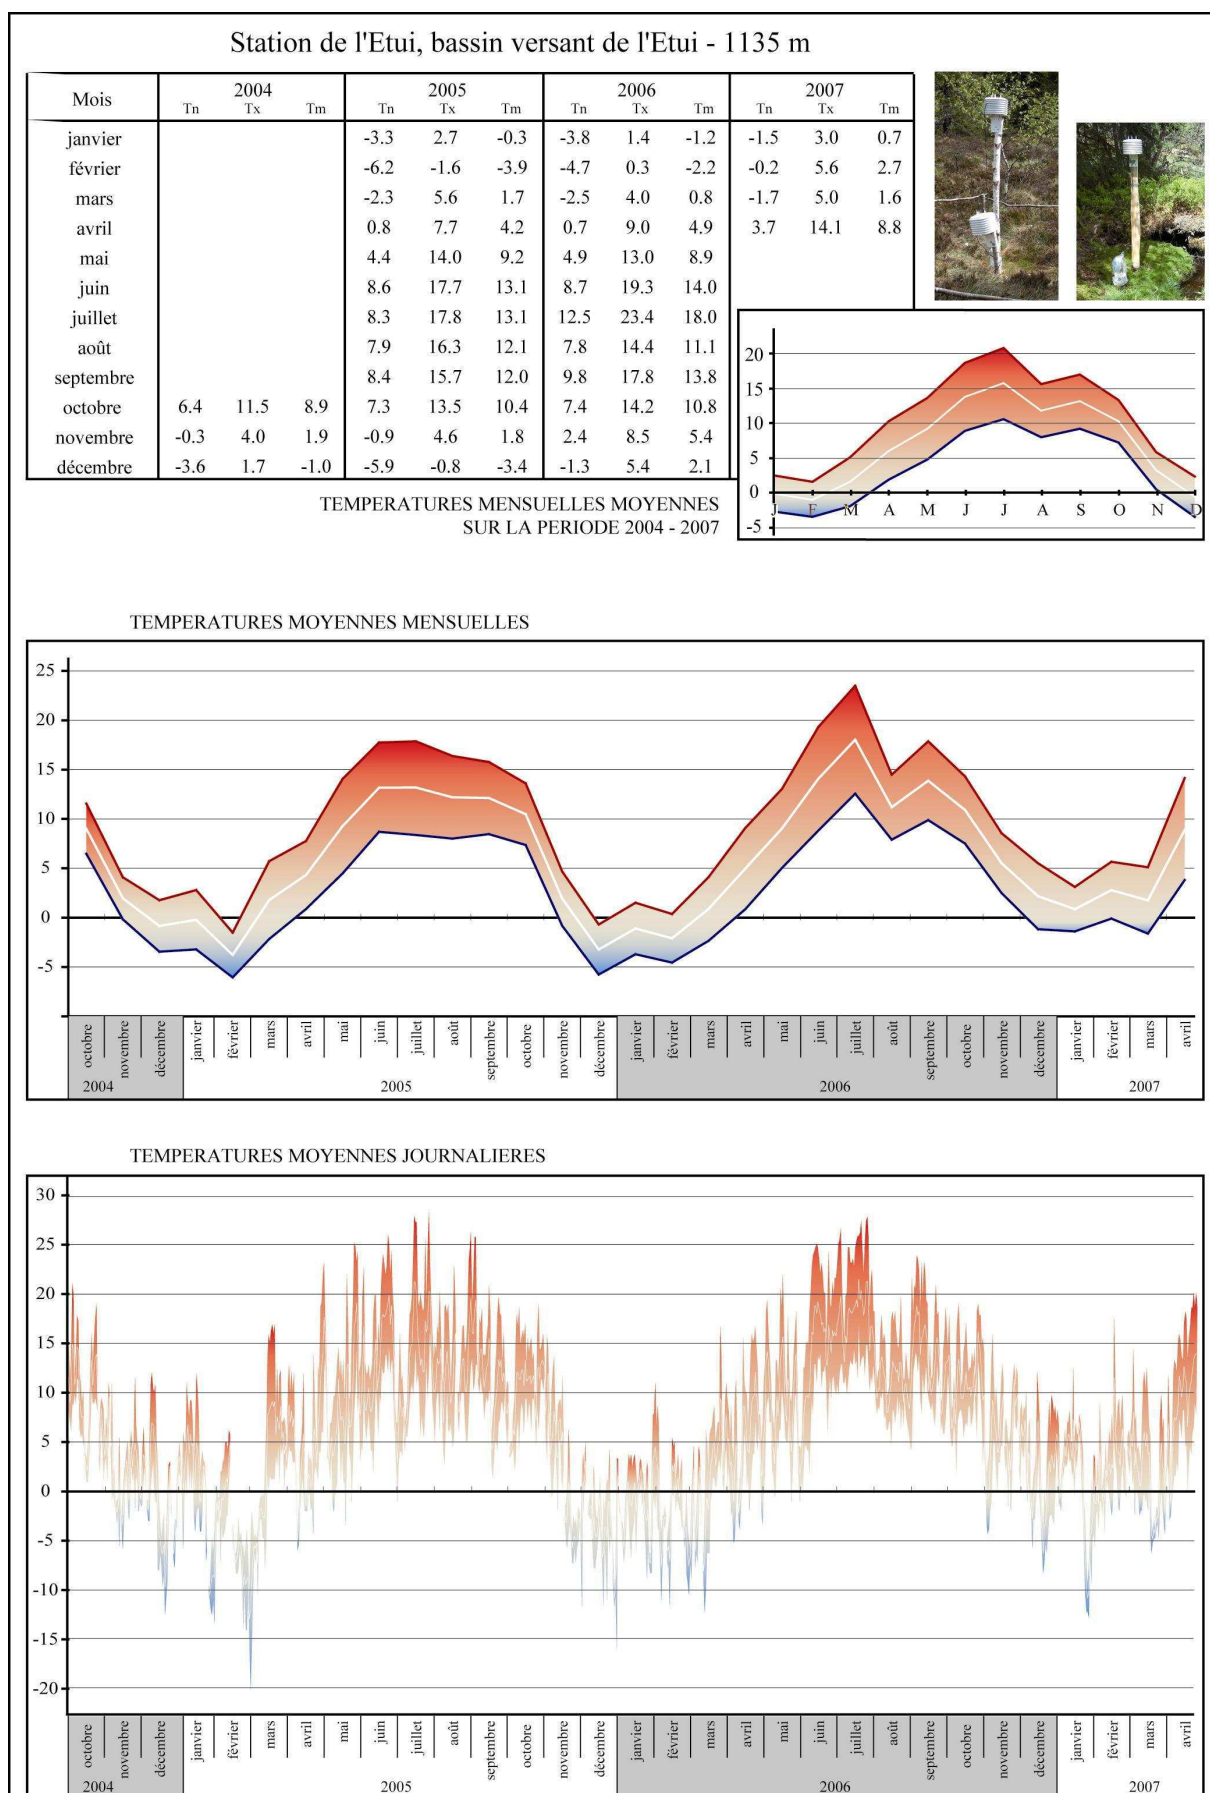 Station de l'Etui, bassin versant de l'Etui - 1135 m
Mois 2004 2005 2006 2007
Tn Tx Tm Tn Tx Tm Tn Tx Tm Tn Tx Tm
janvier -3.3 2.7 -0.3 -3.8 1.4 -1.2 -1.5 3.0 0.7
février -6.2 -1.6 -3.9 -4.7 0.3 -2.2 -0.2 5.6 2.7
mars -2.3 5.6 1.7 -2.5 4.0 0.8 -1.7 5.0 1.6
avril 0.8 7.7 4.2 0.7 9.0 4.9 3.7 14.1 8.8
mai 4.4 14.0 9.2 4.9 13.0 8.9
juin 8.6 17.7 13.1 8.7 19.3 14.0
juillet 8.3 17.8 13.1 12.5 23.4 18.0
août 7.9 16.3 12.1 7.8 14.4 11.1
septembre 8.4 15.7 12.0 9.8 17.8 13.8
octobre 6.4 11.5 8.9 7.3 13.5 10.4 7.4 14.2 10.8
novembre -0.3 4.0 1.9 -0.9 4.6 1.8 2.4 8.5 5.4
décembre -3.6 1.7 -1.0 -5.9 -0.8 -3.4 -1.3 5.4 2.1
20
15
10
5
0
-5
J F M A M J J A S O N D
TEMPERATURES MENSUELLES MOYENNES
SUR LA PERIODE 2004 - 2007
TEMPERATURES MOYENNES MENSUELLES
25
20
15
10
5
0
-5
octobre novembre décembre janvier février mars avril mai juin juillet août septembre octobre novembre décembre janvier février mars avril mai juin juillet août septembre octobre novembre décembre janvier février mars avril
2004 2005 2006 2007
TEMPERATURES MOYENNES JOURNALIERES
30
25
20
15
10
5
0
-5
-10
-15
-20
octobre novembre décembre janvier février mars avril mai juin juillet août septembre octobre novembre décembre janvier février mars avril mai juin juillet août septembre octobre novembre décembre janvier février mars avril
2004 2005 2006 2007